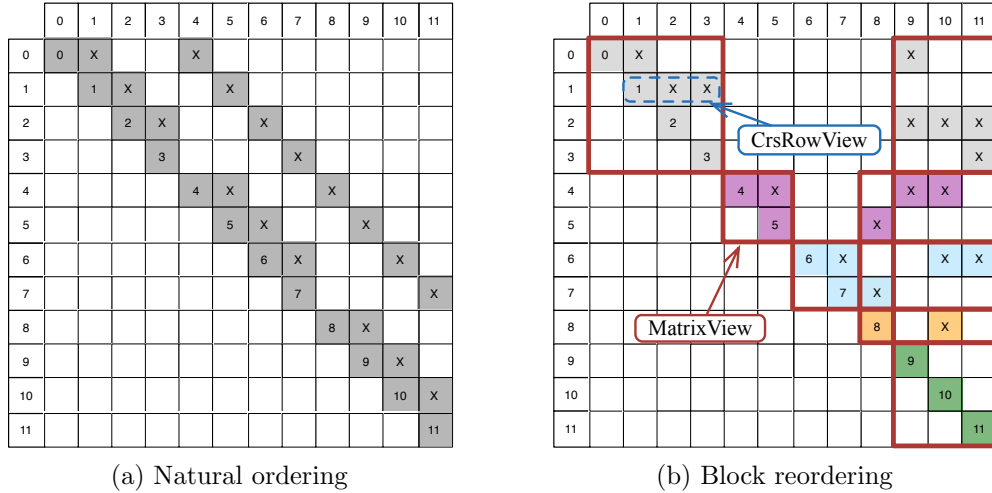 0 1 2 3 4 5 6 7 8 9 10 11
0 0 X X
1 1 X X
2 2 X X
3 3 X
4 4 X X
5 5 X X
6 6 X X
7 7 X
8 8 X
9 9 X
10 10 X
11 11
(a) Natural ordering
0 1 2 3 4 5 6 7 8 9 10 11
0 0 X X
1 1 X X
2 2 X X X
CrsRowView
3 3 X
4 4 X X X
5 5 X
6 6 X X X
7 7 X
MatrixView
8 8 X
9 9
10 10
11 11
(b) Block reordering